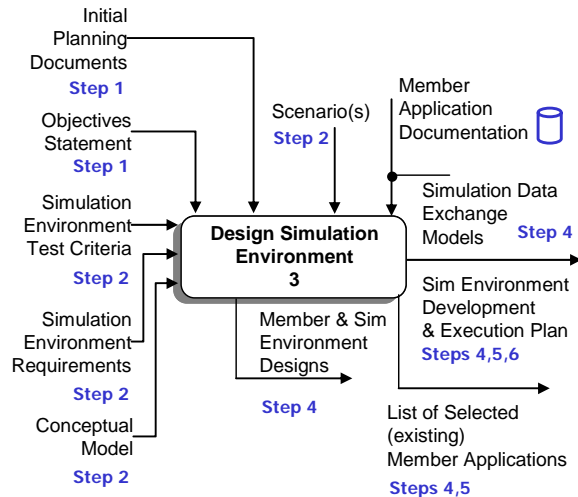 Initial
Planning
Documents
Step 1
Objectives
Statement
Step 1
Scenario(s)
Step 2
Member
Application
Documentation
Simulation
Environment
Test Criteria
Step 2
Simulation Data
Exchange
Models
Step 4
Design Simulation
Environment
3
Simulation
Environment
Requirements
Step 2
Member & Sim
Environment
Designs
Step 4
Sim Environment
Development
& Execution Plan
Steps 4,5,6
Conceptual
Model
Step 2
List of Selected
(existing)
Member Applications
Steps 4,5